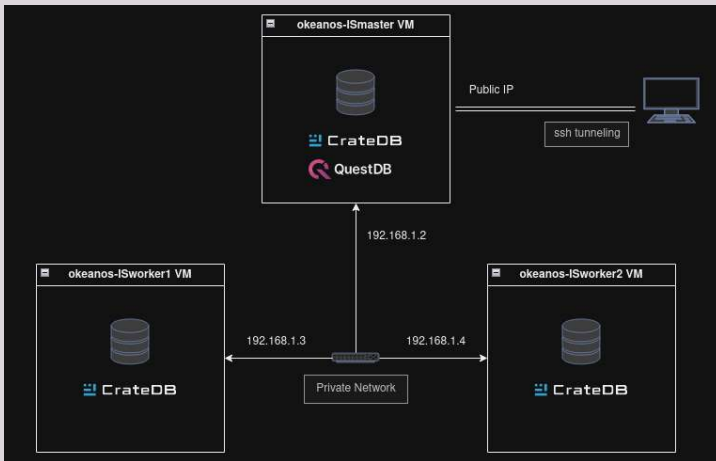 okeanos-ISmaster VM
CrateDB
QuestDB
Public IP
ssh tunneling
192.168.1.2
okeanos-ISworker1 VM
CrateDB
192.168.1.3
192.168.1.4
Private Network
okeanos-ISworker2 VM
CrateDB